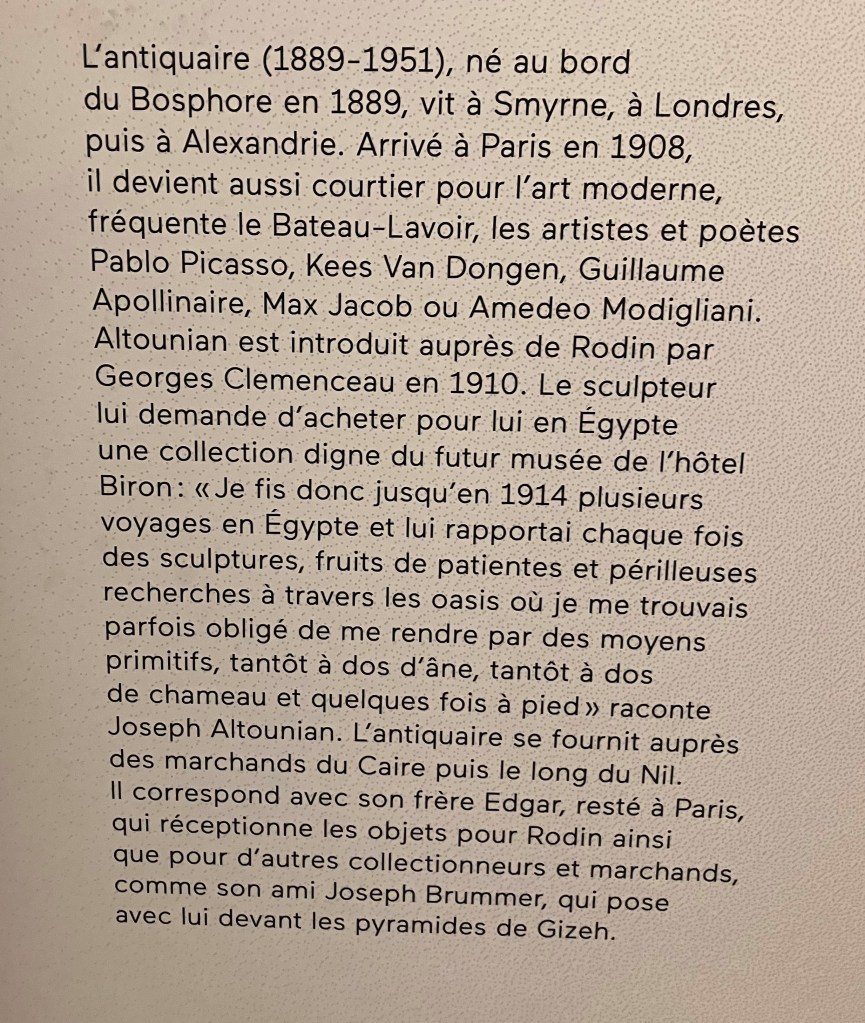 L'antiquaire (1889-1951), né au bord
du Bosphore en 1889, vit à Smyrne, à Londres,
puis à Alexandrie. Arrivé à Paris en 1908,
il devient aussi courtier pour l'art moderne,
fréquente le Bateau-Lavoir, les artistes et poètes
Pablo Picasso, Kees Van Dongen, Guillaume
Apollinaire, Max Jacob ou Amedeo Modigliani.
Altounian est introduit auprès de Rodin par
Georges Clemenceau en 1910. Le sculpteur
lui demande d'acheter pour lui en Égypte
une collection digne du futur musée de l'hôtel
Biron : « Je fis donc jusqu'en 1914 plusieurs
voyages en Égypte et lui rapportai chaque fois
des sculptures, fruits de patientes et périlleuses
recherches à travers les oasis où je me trouvais
parfois obligé de me rendre par des moyens
primitifs, tantôt à dos d'âne, tantôt à dos
de chameau et quelques fois à pied » raconte
Joseph Altounian. L'antiquaire se fournit auprès
des marchands du Caire puis le long du Nil.
Il correspond avec son frère Edgar, resté à Paris,
qui réceptionne les objets pour Rodin ainsi
que pour d'autres collectionneurs et marchands,
comme son ami Joseph Brummer, qui pose
avec lui devant les pyramides de Gizeh.